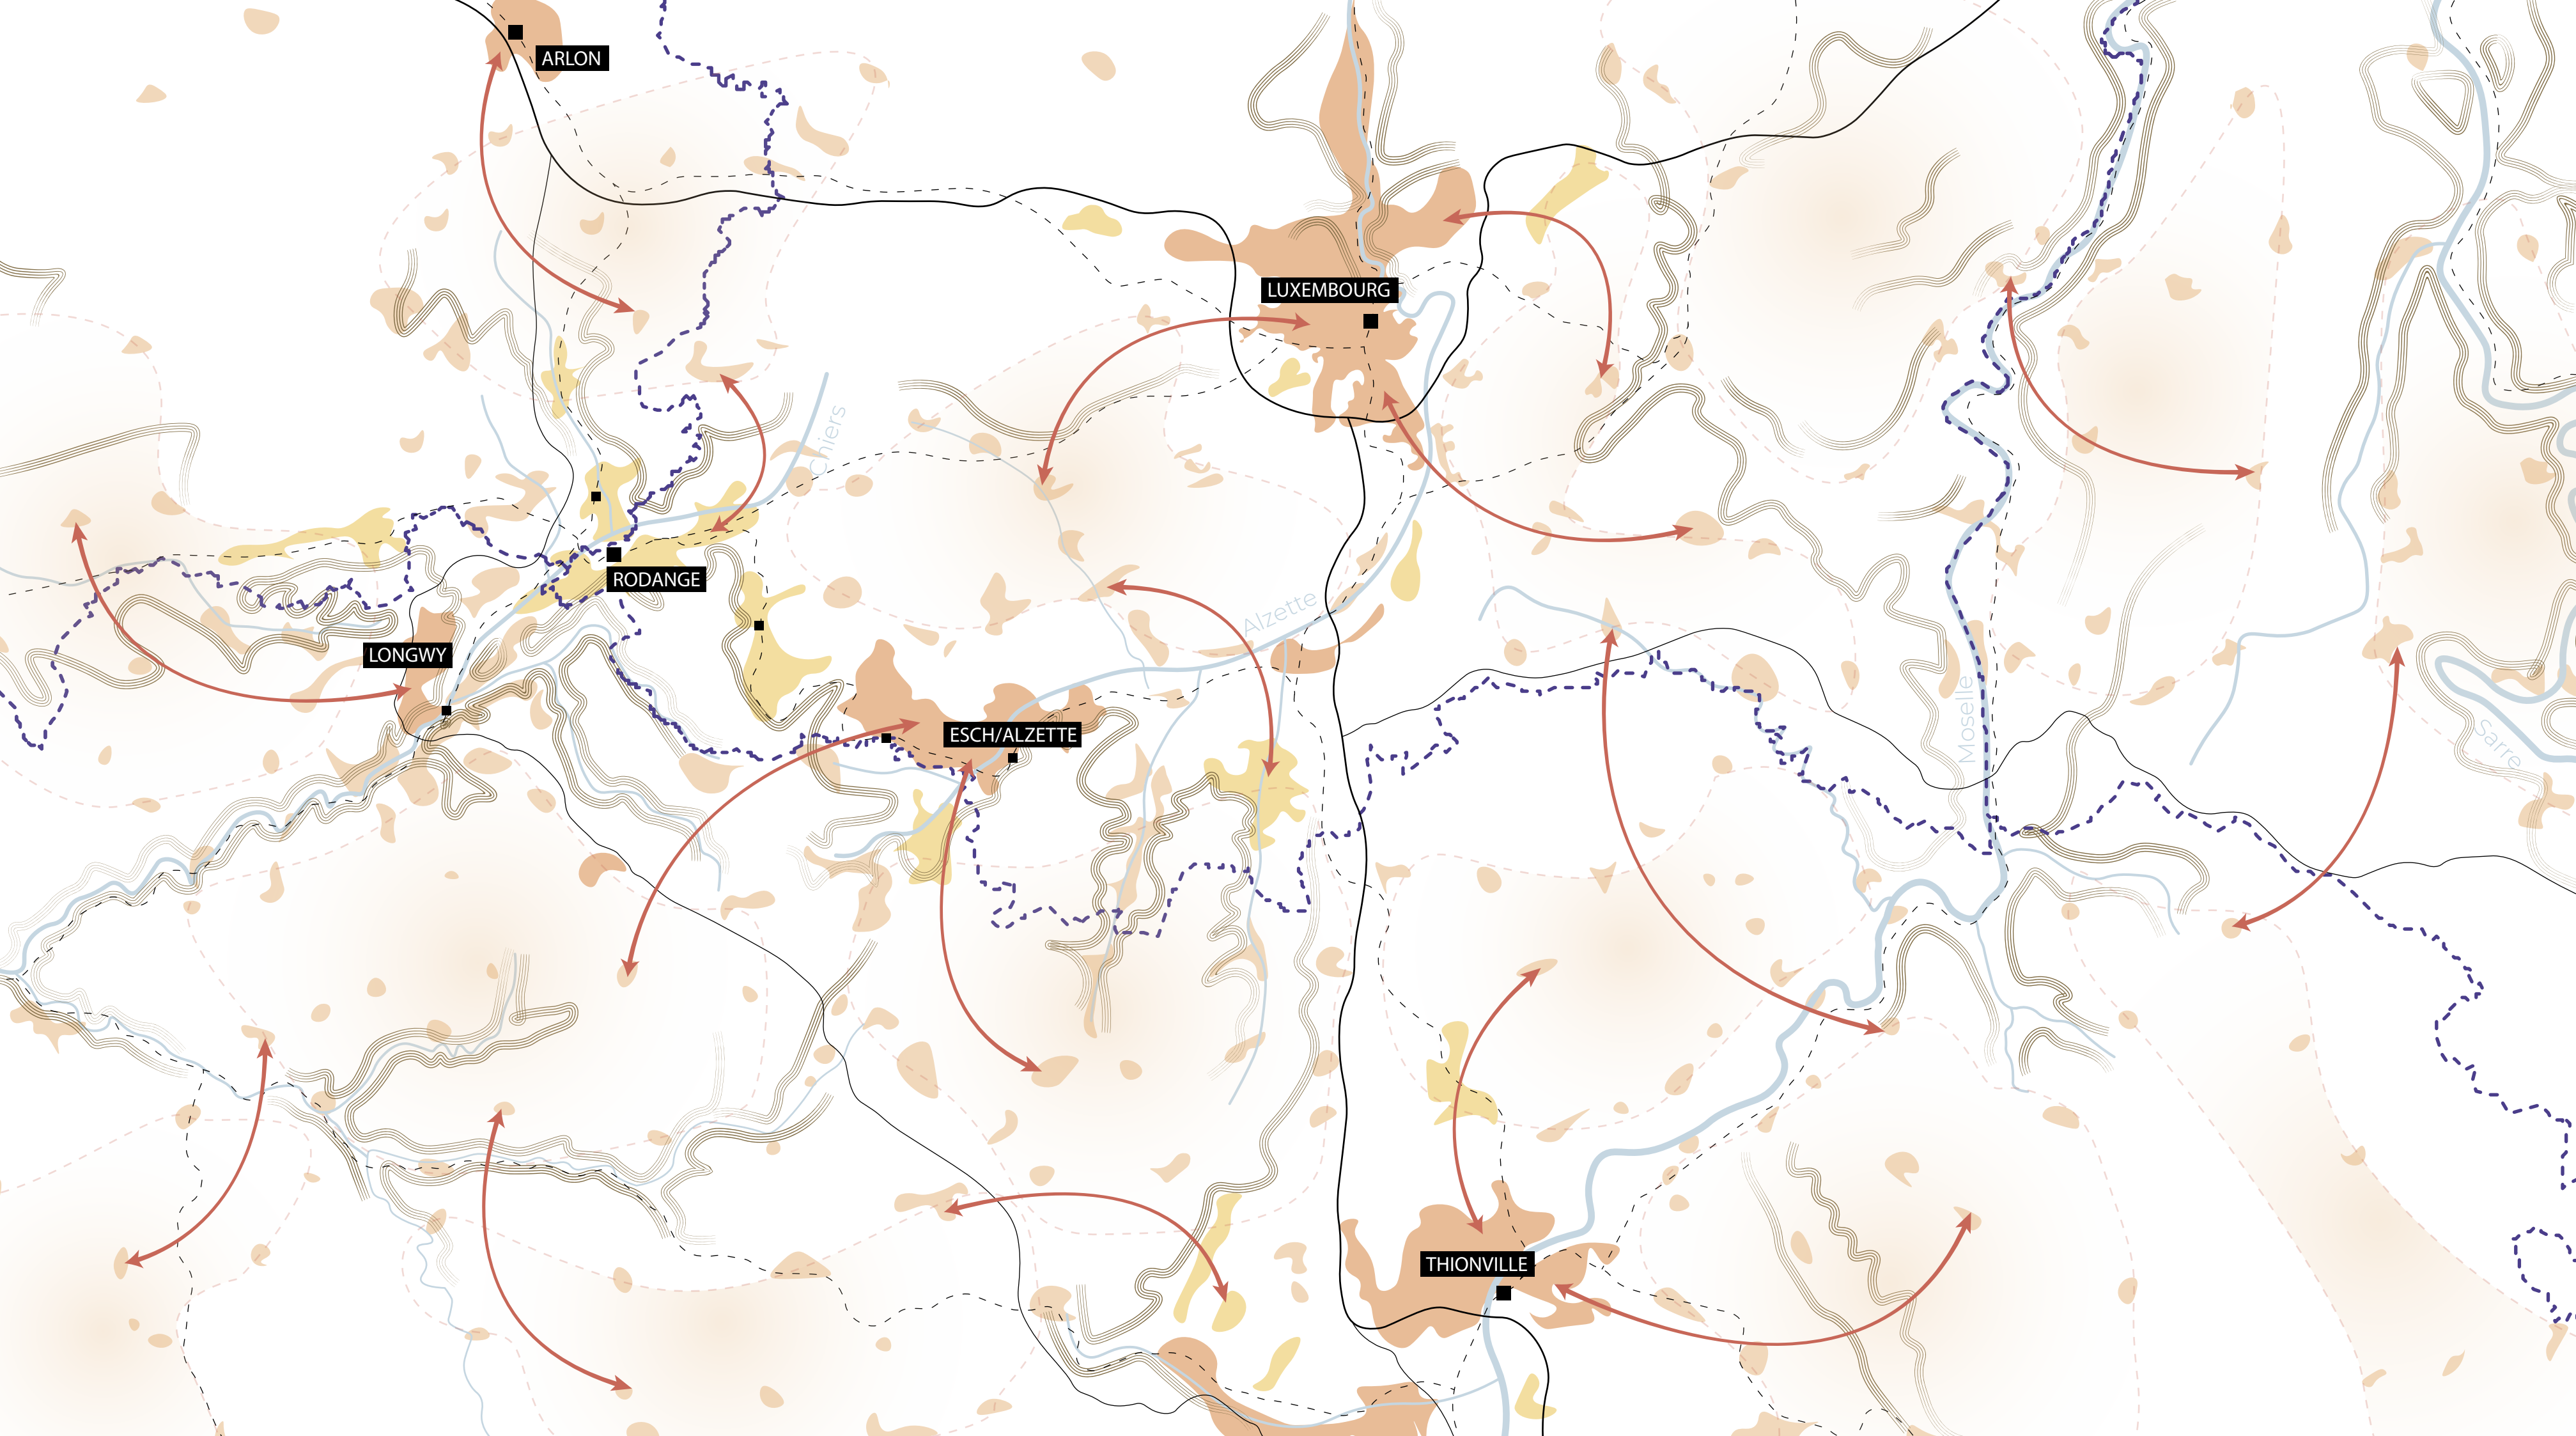 ARLON
LUXEMBOURG
Chiers
RODANGE
Alzette
LONGWY
Moselle
ESCH/ALZETTE
Sarre
THIONVILLE